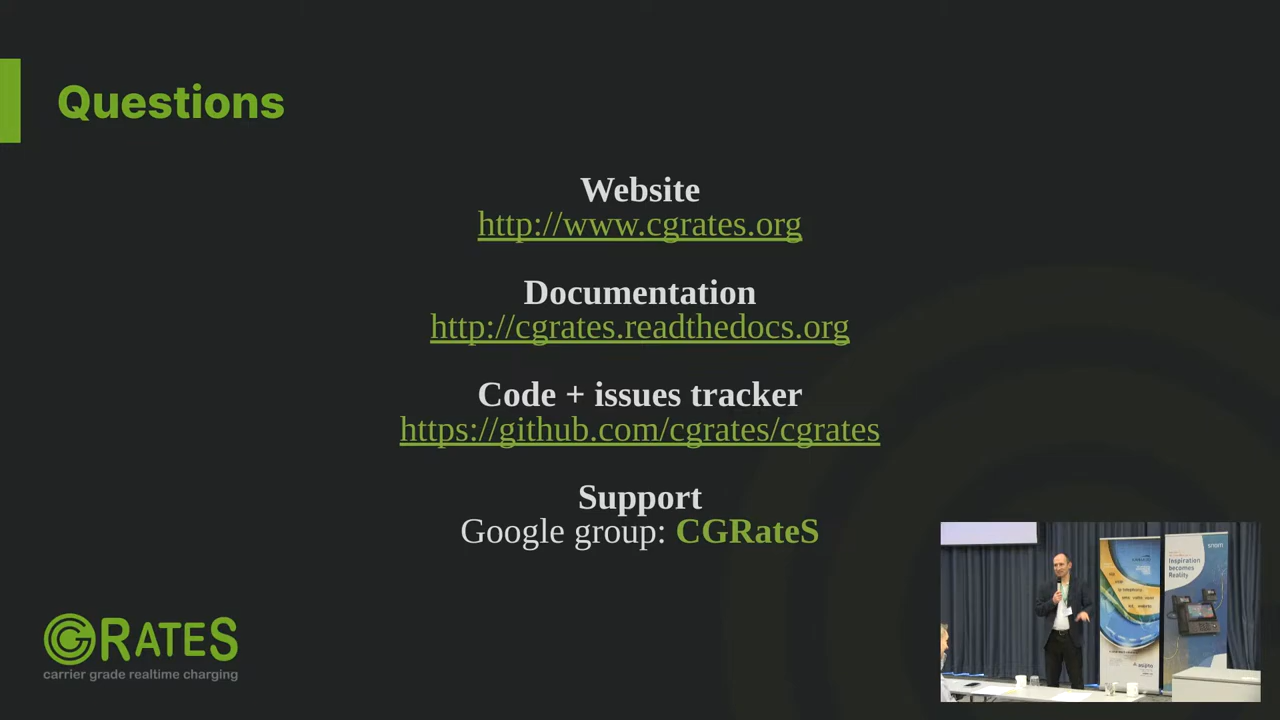 Questions
Website
http://www.cgrates.org
Documentation
http://cgrates.readthedocs.org
Code + issues tracker
https://github.com/cgrates/cgrates
Support
Google group: CGRateS
CGRATES
carrier grade realtime charging
snom
Inspiration
becomes
Reality